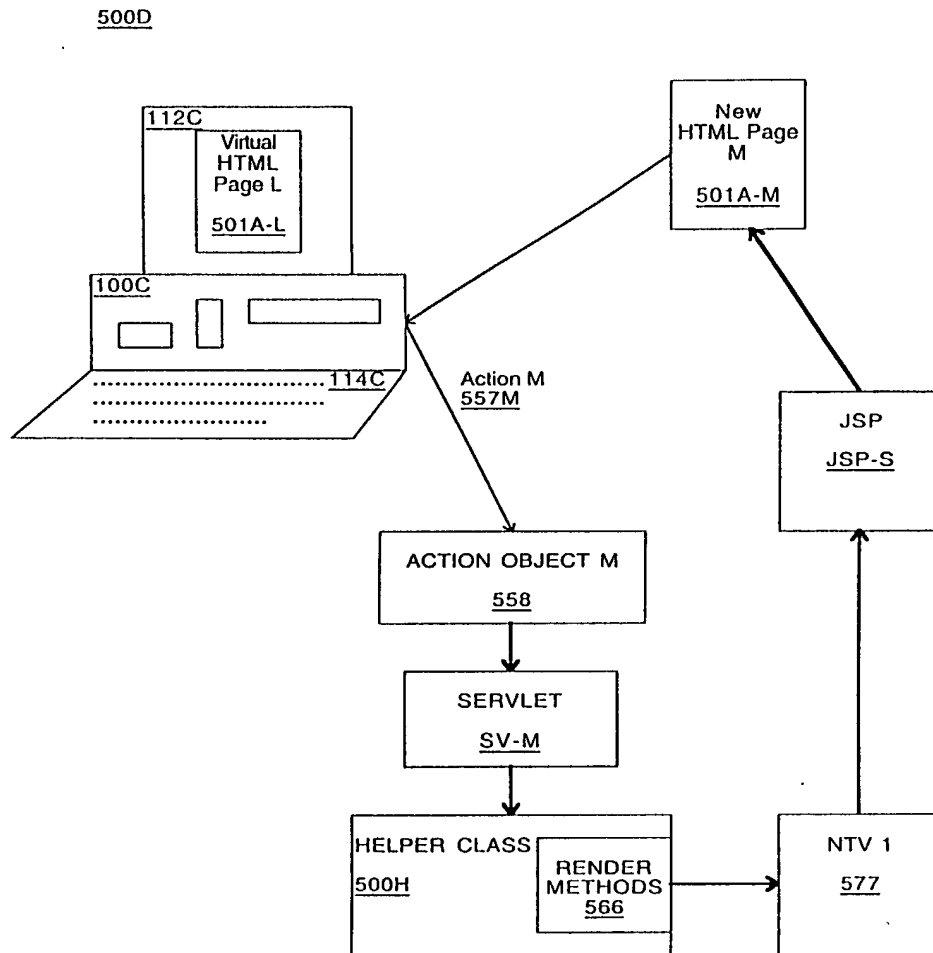 500D
112C
Virtual
HTML
Page L
501A-L
100C
114C
New
HTML Page
M
501A-M
Action M
557M
JSP
JSP-S
ACTION OBJECT M
558
SERVLET
SV-M
HELPER CLASS
500H
RENDER
METHODS
566
NTV 1
577